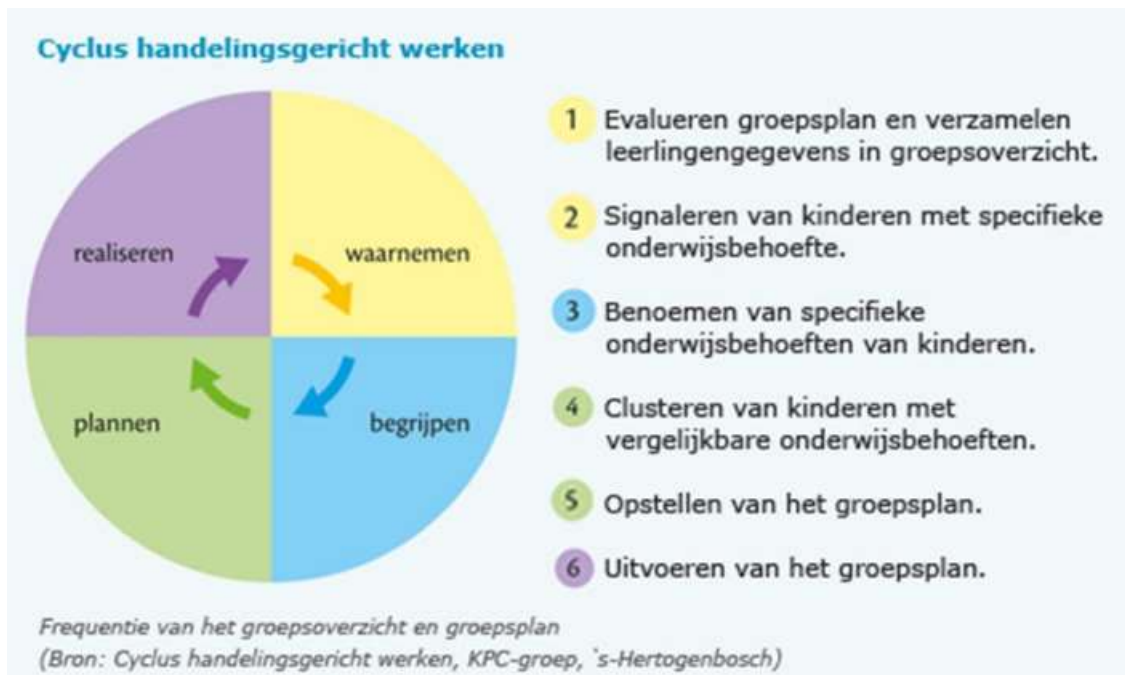 Cyclus handelingsgericht werken
realiseren
waarnemen
plannen
begrijpen
1 Evalueren groepsplan en verzamelen
leerlingengegevens in groepsoverzicht.
2 Signaleren van kinderen met specifieke
onderwijsbehoefte.
3 Benoemen van specifieke
onderwijsbehoeften van kinderen.
4 Clusteren van kinderen met
vergelijkbare onderwijsbehoeften.
5 Opstellen van het groepsplan.
6 Uitvoeren van het groepsplan.
Frequentie van het groepsoverzicht en groepsplan
(Bron: Cyclus handelingsgericht werken, KPC-groep, `s-Hertogenbosch)